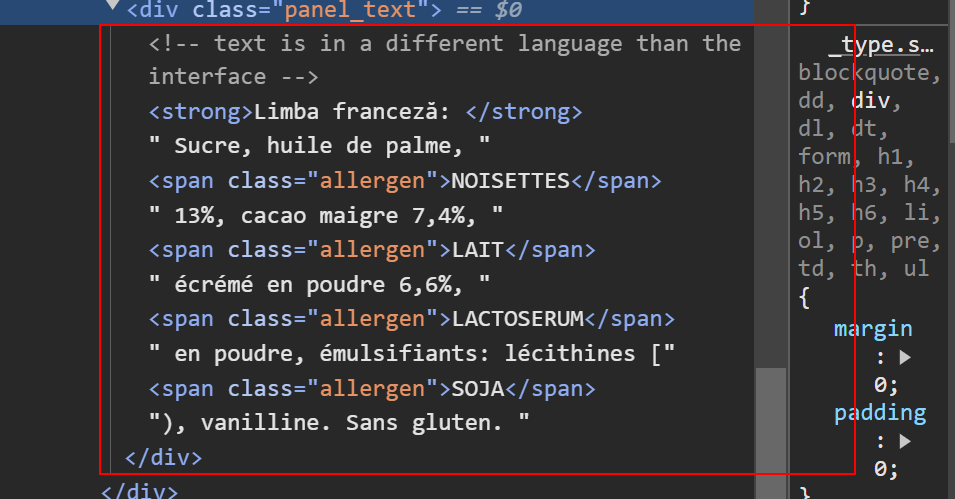 <div class="panel_text"> == $0
}
<!-- text is in a different language than the
interface -->
<strong>Limba franceză: </strong>
" Sucre, huile de palme, "
<span class="allergen">NOISETTES</span>
" 13%, cacao maigre 7,4%, "
<span class="allergen">LAIT</span>
" écrémé en poudre 6,6%, "
<span class="allergen">LACTOSERUM</span>
" en poudre, émulsifiants: lécithines ["
<span class="allergen">SOJA</span>
"), vanilline. Sans gluten. "
</div>
</div>
_type.s…
blockquote,
dd, div,
dl, dt,
form, h1,
h2, h3, h4,
h5, h6, li,
ol, p, pre,
td, th, ul
{
margin
: ▶
0;
padding
: ▶
0;
}